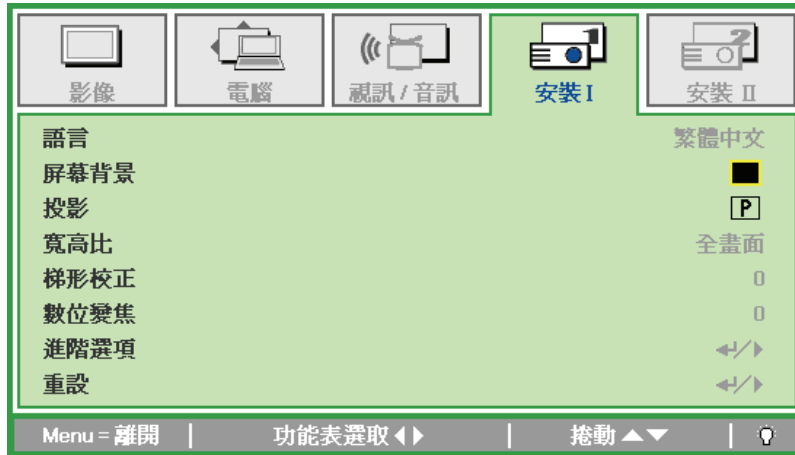 影像
電腦
視訊 / 音訊
安裝 I
安裝 II
語言 繁體中文
屏幕背景
投影 P
寬高比 全畫面
梯形校正 0
數位變焦 0
進階選項
重設
Menu = 離開 功能表選取 捲動